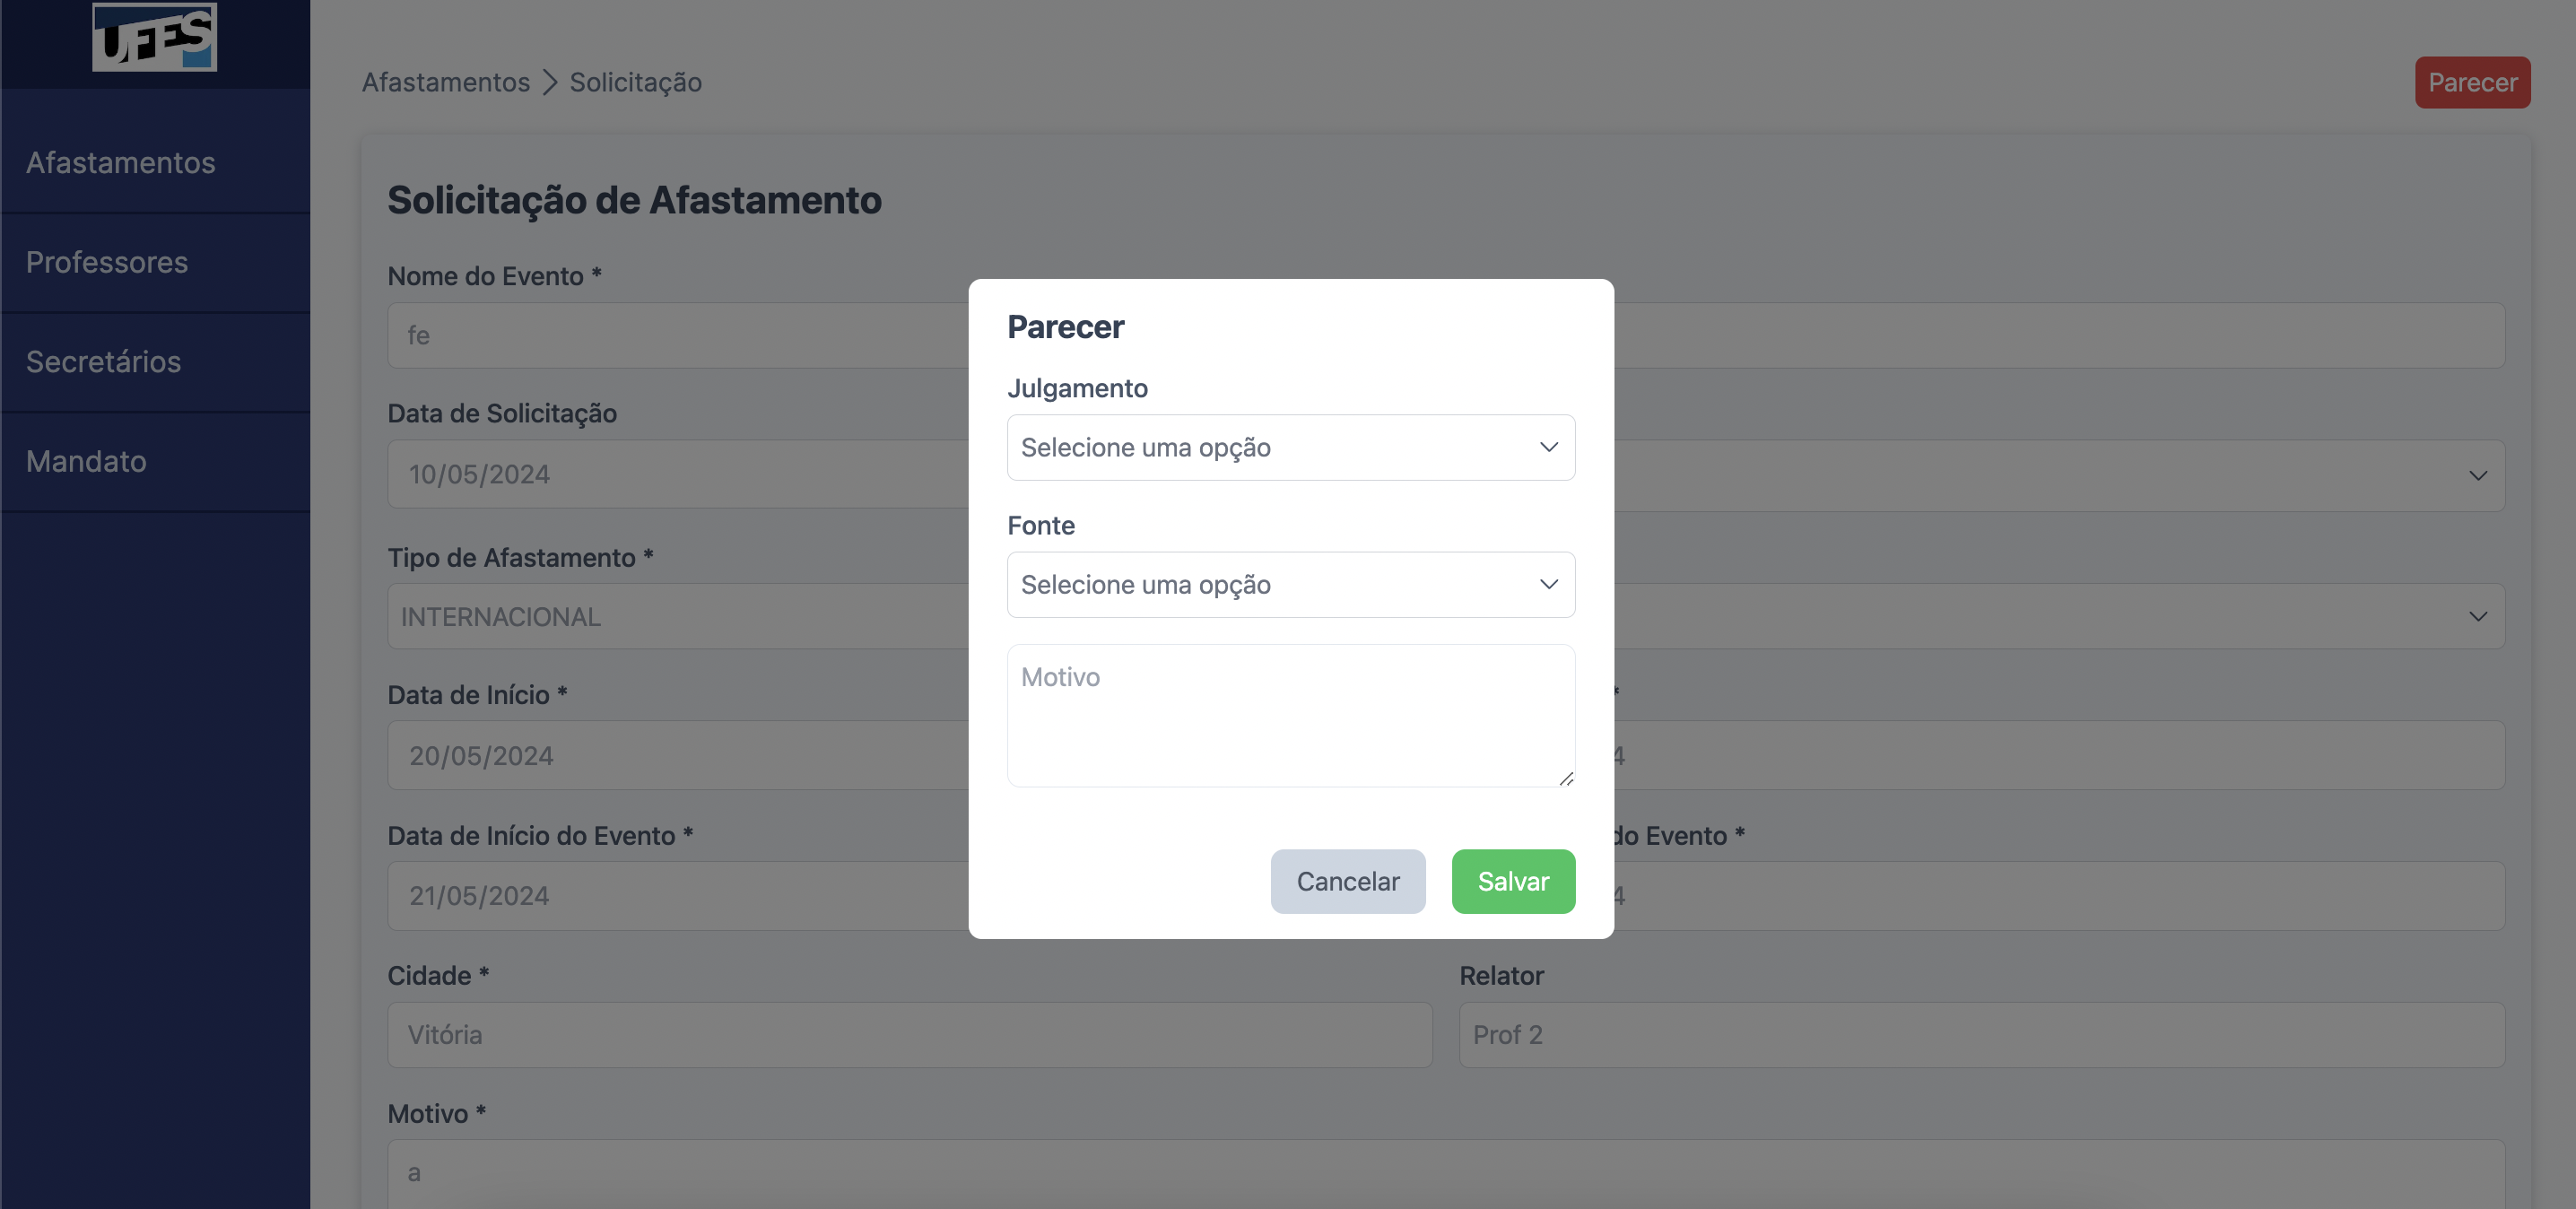 UFES
Afastamentos
Professores
Secretários
Mandato
Afastamentos > Solicitação
Parecer
Solicitação de Afastamento
Nome do Evento *
fe
Data de Solicitação
10/05/2024
Tipo de Afastamento *
INTERNACIONAL
Data de Início *
*
20/05/2024
4
Data de Início do Evento *
do Evento *
21/05/2024
4
Cidade *
Relator
Vitória
Prof 2
Motivo *
a
Parecer
Julgamento
Selecione uma opção
Fonte
Selecione uma opção
Motivo
Cancelar
Salvar